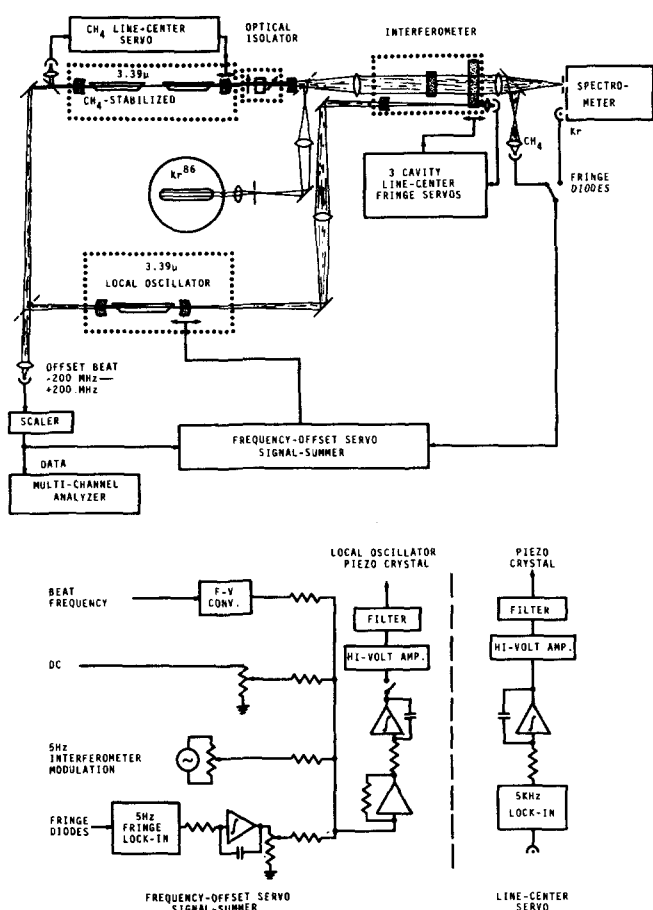 CH4 LINE-CENTER
SERVO
OPTICAL
ISOLATOR
INTERFEROMETER
3.39μ
CH4-STABILIZED
SPECTRO-
METER
Kr
CH4
Kr86
3 CAVITY
LINE-CENTER
FRINGE SERVOS
FRINGE
DIODES
3.39μ
LOCAL OSCILLATOR
OFFSET BEAT
-200 MHz—
+200 MHz
SCALER
FREQUENCY-OFFSET SERVO
SIGNAL-SUMMER
DATA
MULTI-CHANNEL
ANALYZER
LOCAL OSCILLATOR
PIEZO CRYSTAL
PIEZO
CRYSTAL
BEAT
FREQUENCY
F-V
CONV.
FILTER
FILTER
HI-VOLT AMP.
HI-VOLT AMP.
DC
∫
∫
5Hz
INTERFEROMETER
MODULATION
~
FRINGE
DIODES
5Hz
FRINGE
LOCK-IN
∫
5KHz
LOCK-IN
FREQUENCY-OFFSET SERVO
SIGNAL-SUMMER
LINE-CENTER
SERVO